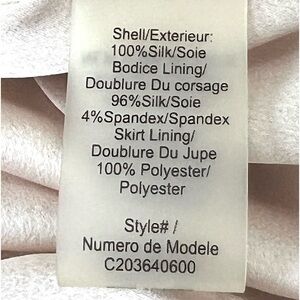 Shell/Exterieur:
100%Silk/Soie
Bodice Lining/
Doublure Du corsage
96%Silk/Soie
4%Spandex/Spandex
Skirt Lining/
Doublure Du Jupe
100% Polyester/
Polyester
Style# /
Numero de Modele
C203640600